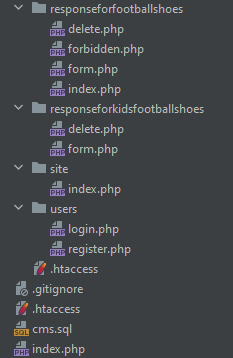 responseforfootballshoes
delete.php
forbidden.php
form.php
index.php
responseforkidsfootballshoes
delete.php
form.php
site
index.php
users
login.php
register.php
.htaccess
.gitignore
.htaccess
cms.sql
index.php